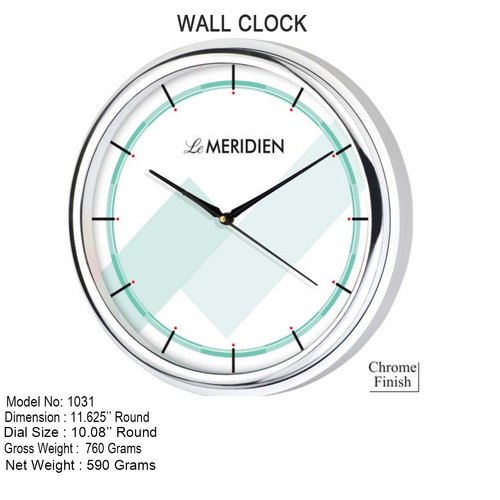 WALL CLOCK
Le MERIDIEN
Chrome
Finish
Model No: 1031
Dimension : 11.625’’ Round
Dial Size : 10.08’’ Round
Gross Weight :  760 Grams
Net Weight : 590 Grams